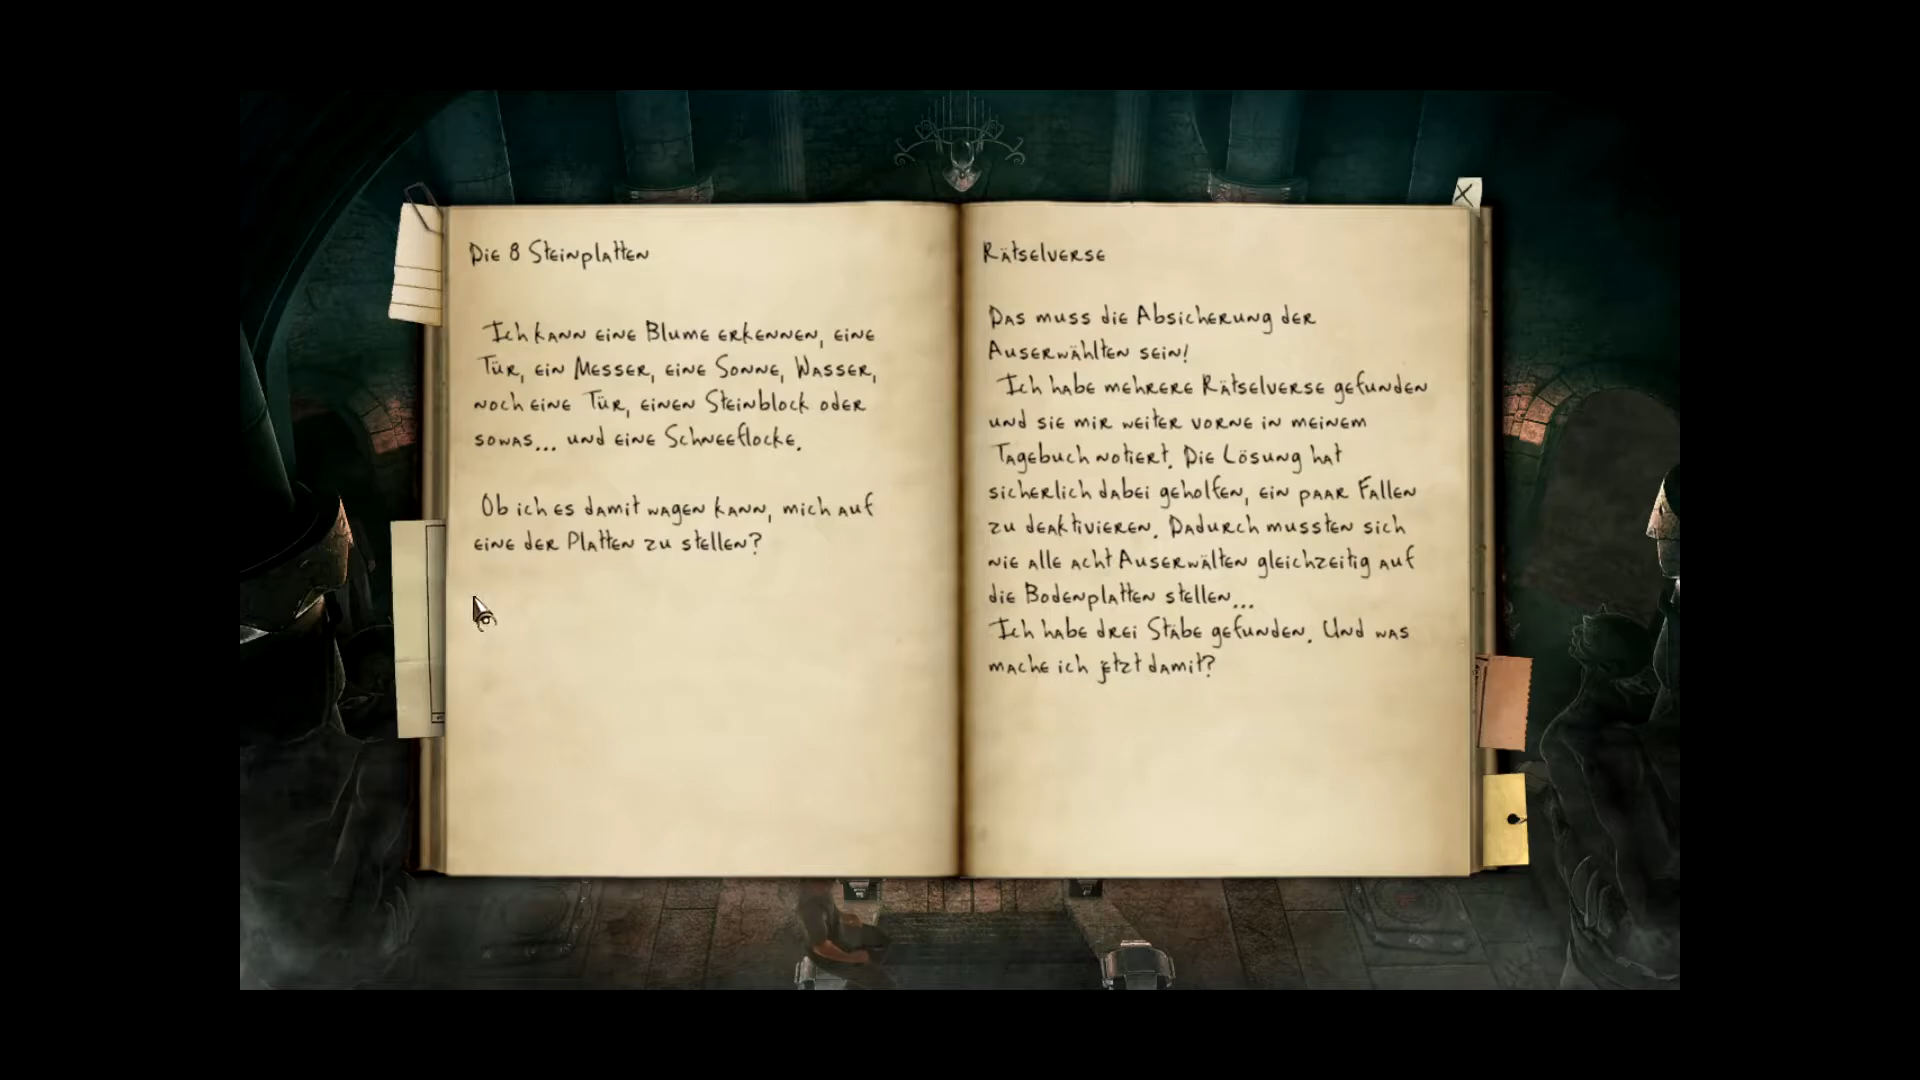 Die 8 Steinplatten
Ich kann eine Blume erkennen, eine
Tür, ein Messer, eine Sonne, Wasser,
noch eine Tür, einen Steinblock oder
sowas... und eine Schneeflocke.
Ob ich es damit wagen kann, mich auf
eine der Platten zu stellen?
Rätselverse
Das muss die Absicherung der
Auserwählten sein!
Ich habe mehrere Rätselverse gefunden
und sie mir weiter vorne in meinem
Tagebuch notiert. Die Lösung hat
sicherlich dabei geholfen, ein paar Fallen
zu deaktivieren. Dadurch mussten sich
nie alle acht Auserwälten gleichzeitig auf
die Bodenplatten stellen...
Ich habe drei Stäbe gefunden. Und was
mache ich jetzt damit?
X